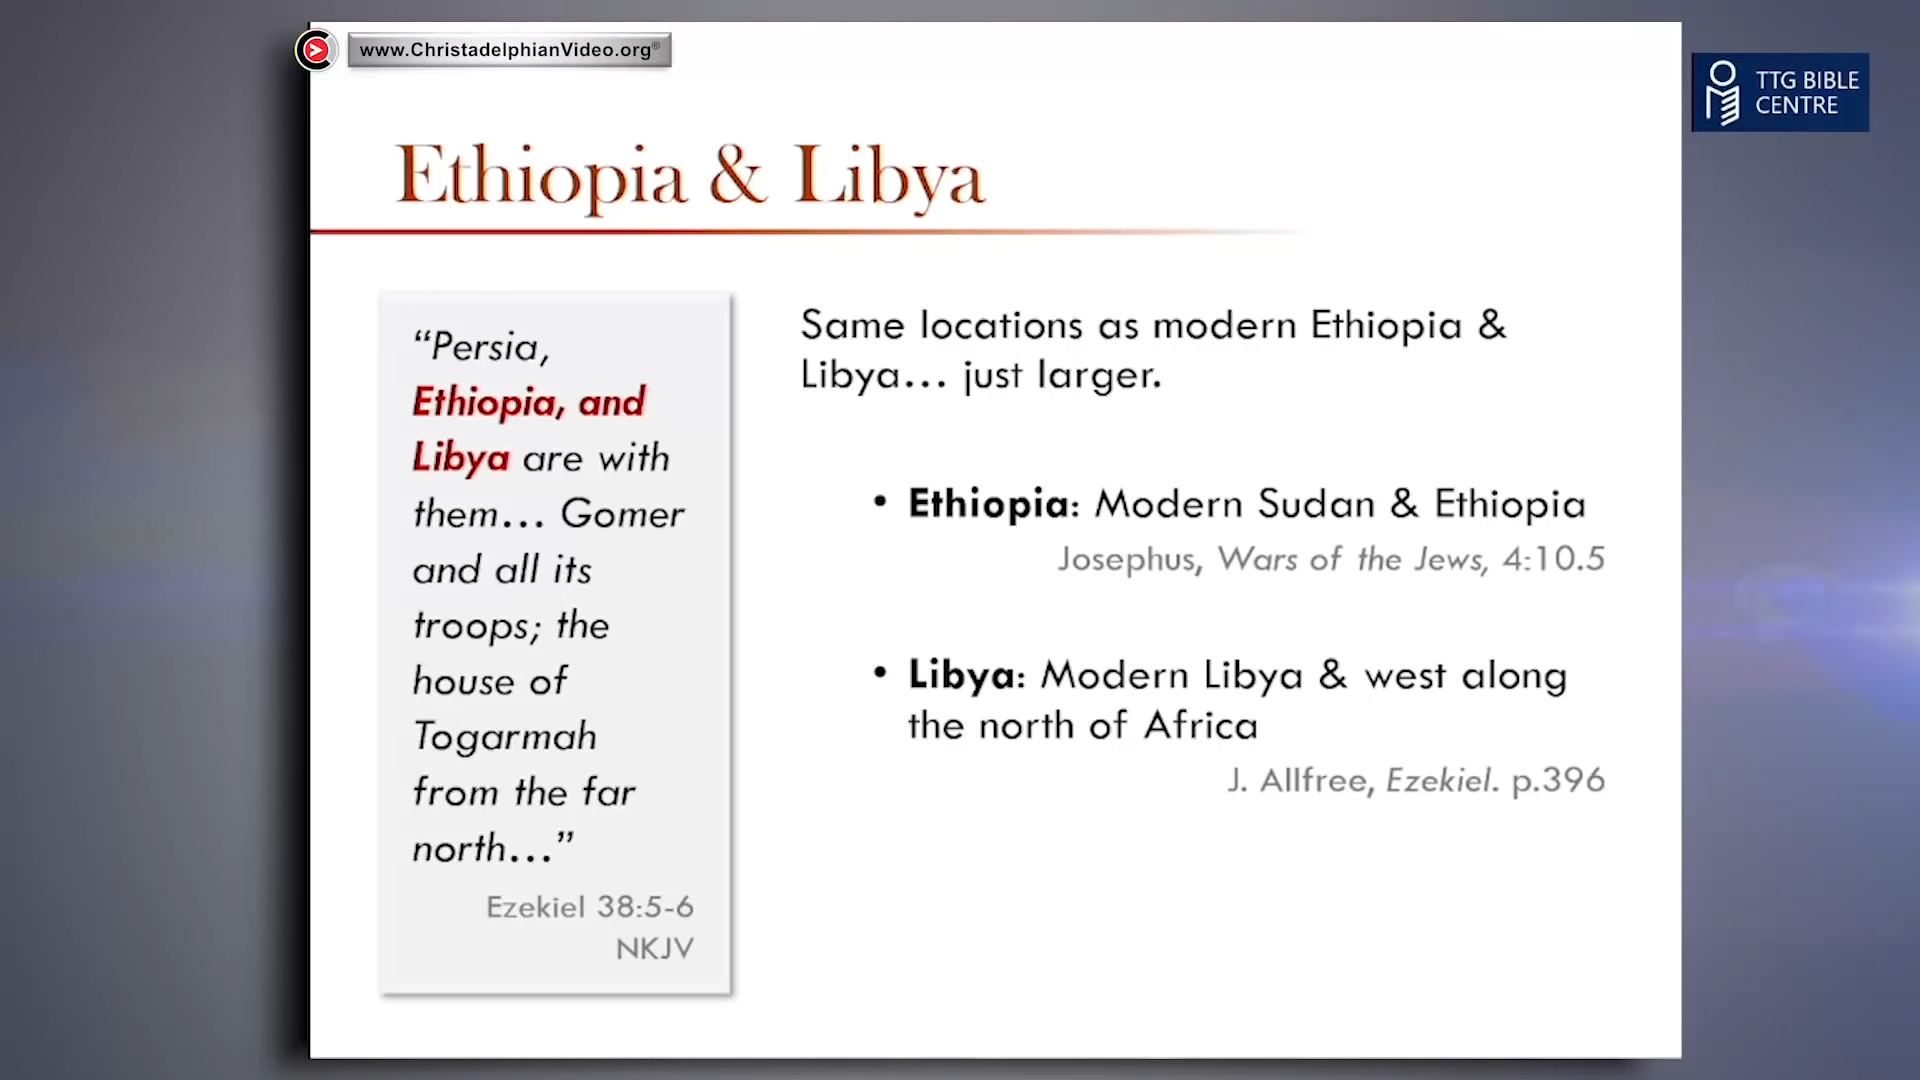 www.ChristadelphianVideo.org®
TTG BIBLE
CENTRE
Ethiopia & Libya
“Persia,
Ethiopia, and
Libya are with
them… Gomer
and all its
troops; the
house of
Togarmah
from the far
north…”
Ezekiel 38:5-6
NKJV
Same locations as modern Ethiopia &
Libya… just larger.
• Ethiopia: Modern Sudan & Ethiopia
Josephus, Wars of the Jews, 4:10.5
• Libya: Modern Libya & west along
the north of Africa
J. Allfree, Ezekiel. p.396